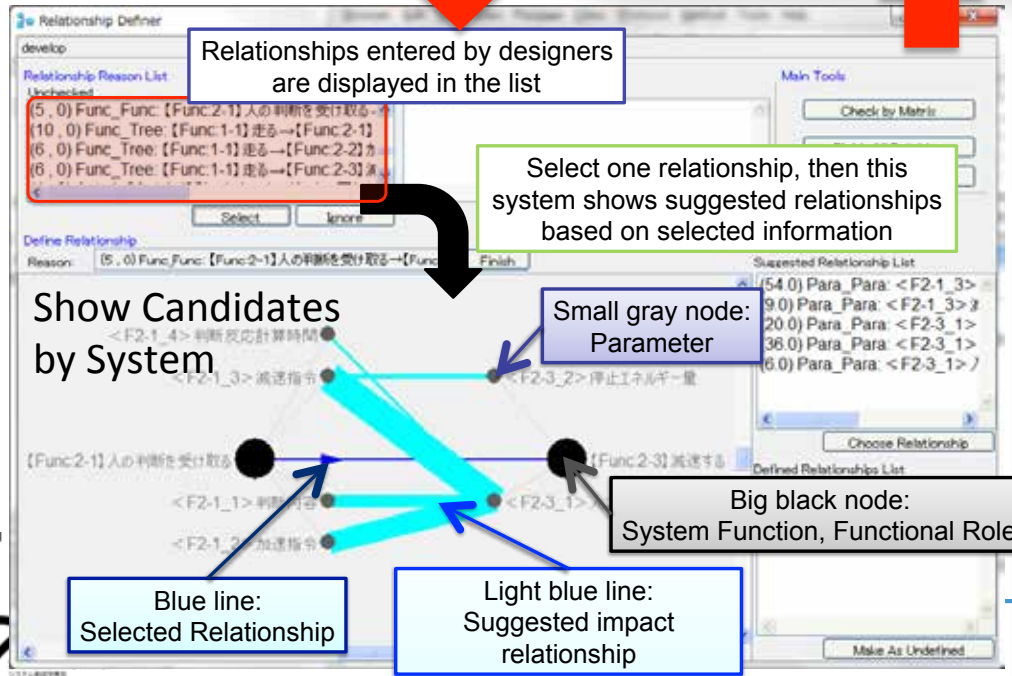 Relationship Definer
develop
Relationships entered by designers
are displayed in the list
Relationship Reason List
Unchecked
(5 , 0) Func_Func: 【Func:2-1】人の判断を受け取る
(10 , 0) Func_Tree: 【Func:1-1】走る→【Func:2-1】
(6 , 0) Func_Tree: 【Func:1-1】走る→【Func:2-2】
(6 , 0) Func_Tree: 【Func:1-1】走る→【Func:2-3】
Main Tools
Check by Matrix
Select one relationship, then this
system shows suggested relationships
based on selected information
Select
Ignore
Define Relationship
Reason: (5 , 0) Func_Func: 【Func:2-1】人の判断を受け取る→【Func
Finish
Suggested Relationship List
(54.0) Para_Para: <F2-1_3>
(9.0) Para_Para: <F2-1_3>
(20.0) Para_Para: <F2-3_1>
(36.0) Para_Para: <F2-3_1>
(6.0) Para_Para: <F2-3_1>
Show Candidates
by System
Small gray node:
Parameter
<F2-1_4>判断反応計算時間
<F2-1_3>減速指令
<F2-3_2>停止エネルギー量
Choose Relationship
【Func:2-1】人の判断を受け取る
【Func:2-3】減速する
Defined Relationships List
<F2-1_1>判断内容
<F2-3_1>
Big black node:
System Function, Functional Role
<F2-1_2>加速指令
Blue line:
Selected Relationship
Light blue line:
Suggested impact
relationship
Make As Undefined